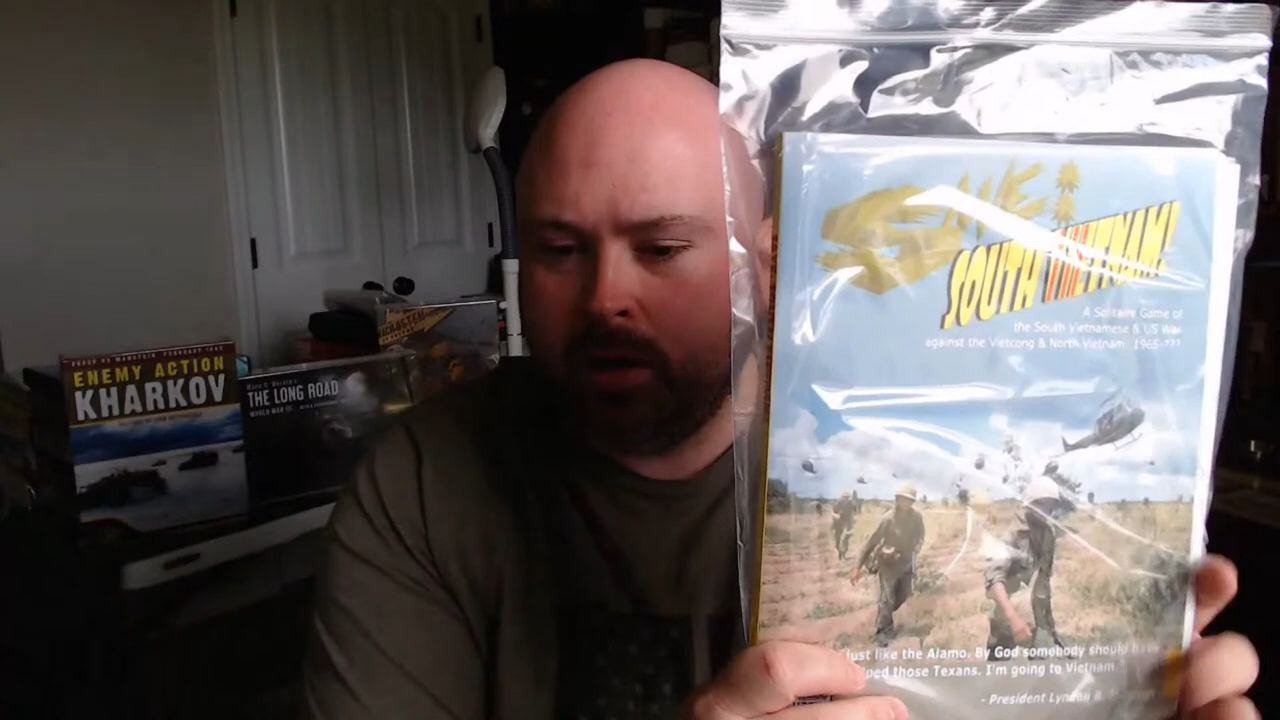 SAVE
SOUTH VIETNAM!
A Solitaire Game of
the South Vietnamese & US War
against the Vietcong & North Vietnam 1965-???
just like the Alamo. By God somebody should have
ped those Texans. I'm going to Vietnam.
- President Lyndon B.
ENEMY ACTION
KHARKOV
THE LONG ROAD
WORLD WAR III